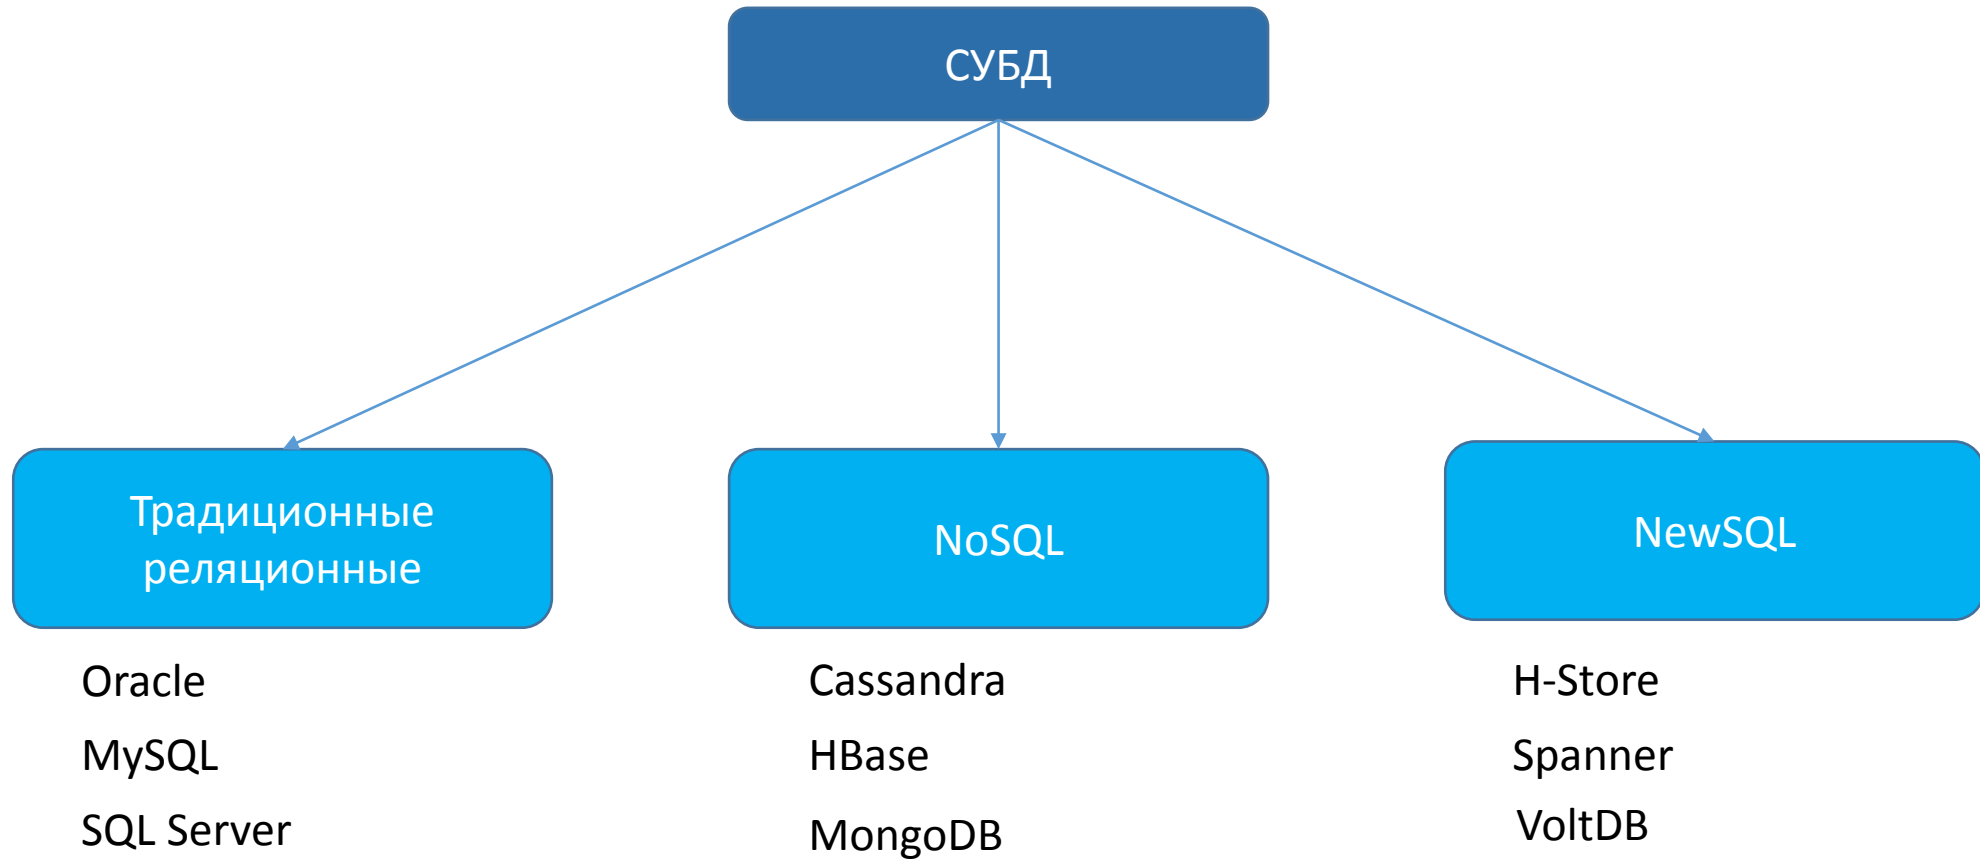 СУБД
Традиционные
реляционные
NoSQL
NewSQL
Oracle
MySQL
SQL Server
Cassandra
HBase
MongoDB
H-Store
Spanner
VoltDB